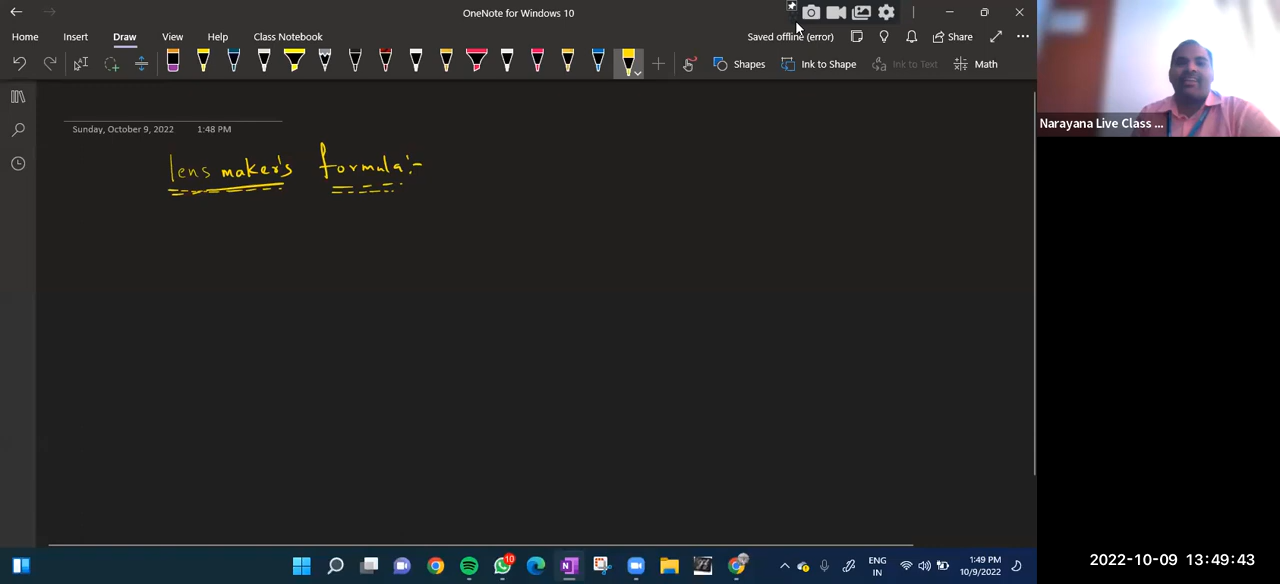 OneNote for Windows 10
Home Insert Draw View Help Class Notebook
Saved offline (error) Share
Shapes Ink to Shape Ink to Text Math
Sunday, October 9, 2022 1:48 PM
lens maker's formula:-
Narayana Live Class ...
10
ENG
IN
1:49 PM
10/9/2022
2022-10-09 13:49:43